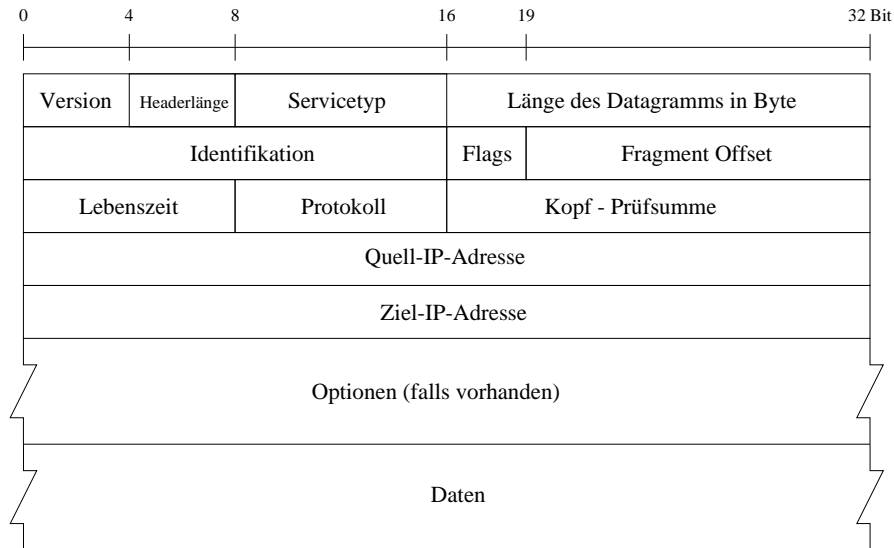 0 4 8 16 19 32 Bit
Version Headerlänge Servicetyp Länge des Datagramms in Byte
Identifikation Flags Fragment Offset
Lebenszeit Protokoll Kopf - Prüfsumme
Quell-IP-Adresse
Ziel-IP-Adresse
Optionen (falls vorhanden)
Daten